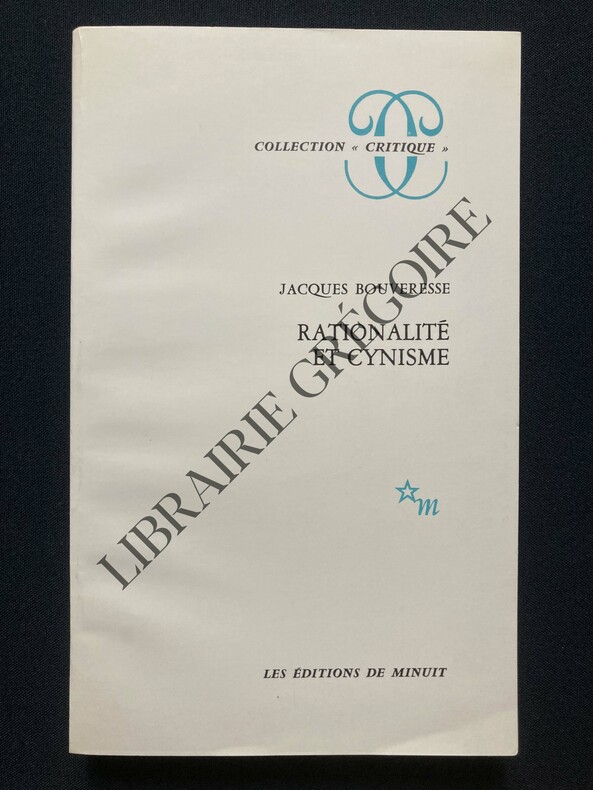 COLLECTION « CRITIQUE »
JACQUES BOUVERESSE
RATIONALITÉ
ET CYNISME
LIBRAIRIE GRÉGOIRE
m
LES ÉDITIONS DE MINUIT